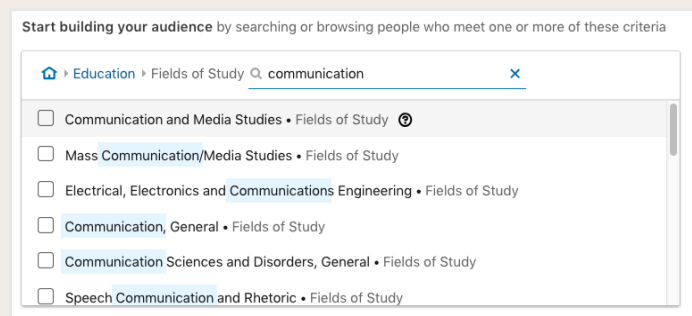 Start building your audience by searching or browsing people who meet one or more of these criteria
Education Fields of Study communication
Communication and Media Studies • Fields of Study
Mass Communication/Media Studies • Fields of Study
Electrical, Electronics and Communications Engineering • Fields of Study
Communication, General • Fields of Study
Communication Sciences and Disorders, General • Fields of Study
Speech Communication and Rhetoric • Fields of Study